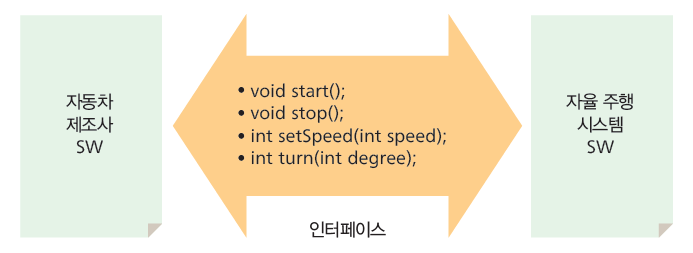 자동차
제조사
SW
• void start();
• void stop();
• int setSpeed(int speed);
• int turn(int degree);
자율 주행
시스템
SW
인터페이스